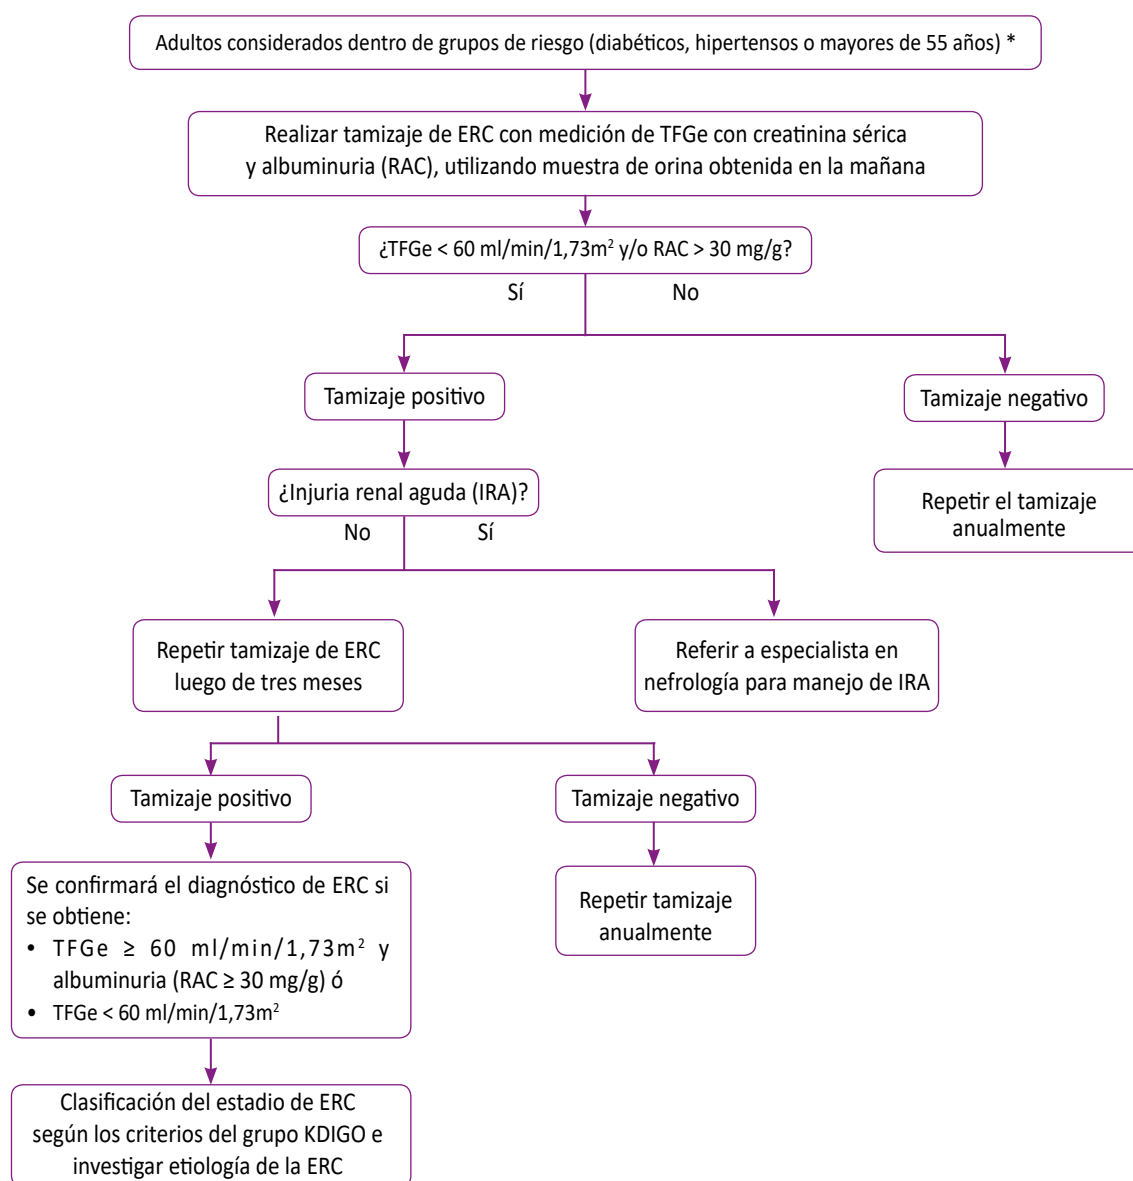 Adultos considerados dentro de grupos de riesgo (diabéticos, hipertensos o mayores de 55 años) *
Realizar tamizaje de ERC con medición de TFGe con creatinina sérica
y albuminuria (RAC), utilizando muestra de orina obtenida en la mañana
¿TFGe < 60 ml/min/1,73m² y/o RAC > 30 mg/g?
Sí
No
Tamizaje positivo
Tamizaje negativo
¿Injuria renal aguda (IRA)?
Repetir el tamizaje
anualmente
No
Sí
Repetir tamizaje de ERC
luego de tres meses
Referir a especialista en
nefrología para manejo de IRA
Tamizaje positivo
Tamizaje negativo
Se confirmará el diagnóstico de ERC si
se obtiene:
• TFGe ≥ 60 ml/min/1,73m² y
albuminuria (RAC ≥ 30 mg/g) ó
• TFGe < 60 ml/min/1,73m²
Repetir tamizaje
anualmente
Clasificación del estadio de ERC
según los criterios del grupo KDIGO e
investigar etiología de la ERC